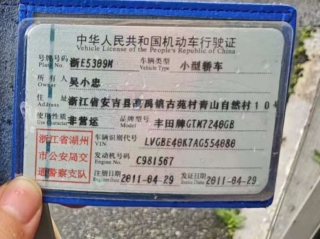 中华人民共和国机动车行驶证
Vehicle License of the People's Republic of China
号牌号码 Plate No. 浙E5309M 车辆类型 Vehicle Type 小型轿车
所有人 Owner 吴小忠
住址 浙江省安吉县高禹镇古苑村青山自然村104
使用性质 Use Character 非营运 品牌型号 Model 丰田牌GTM7240GB
浙江省湖州市公安局交通警察支队
车辆识别代号 VIN LVGBE40K7AG554080
发动机号码 Engine No. C981567
注册日期 2011-04-29 发证日期 2011-04-29